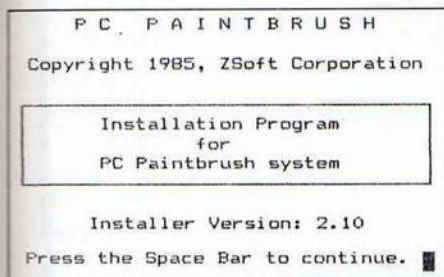 PC PAINTBRUSH
Copyright 1985, ZSoft Corporation
Installation Program
for
PC Paintbrush system
Installer Version: 2.10
Press the Space Bar to continue.